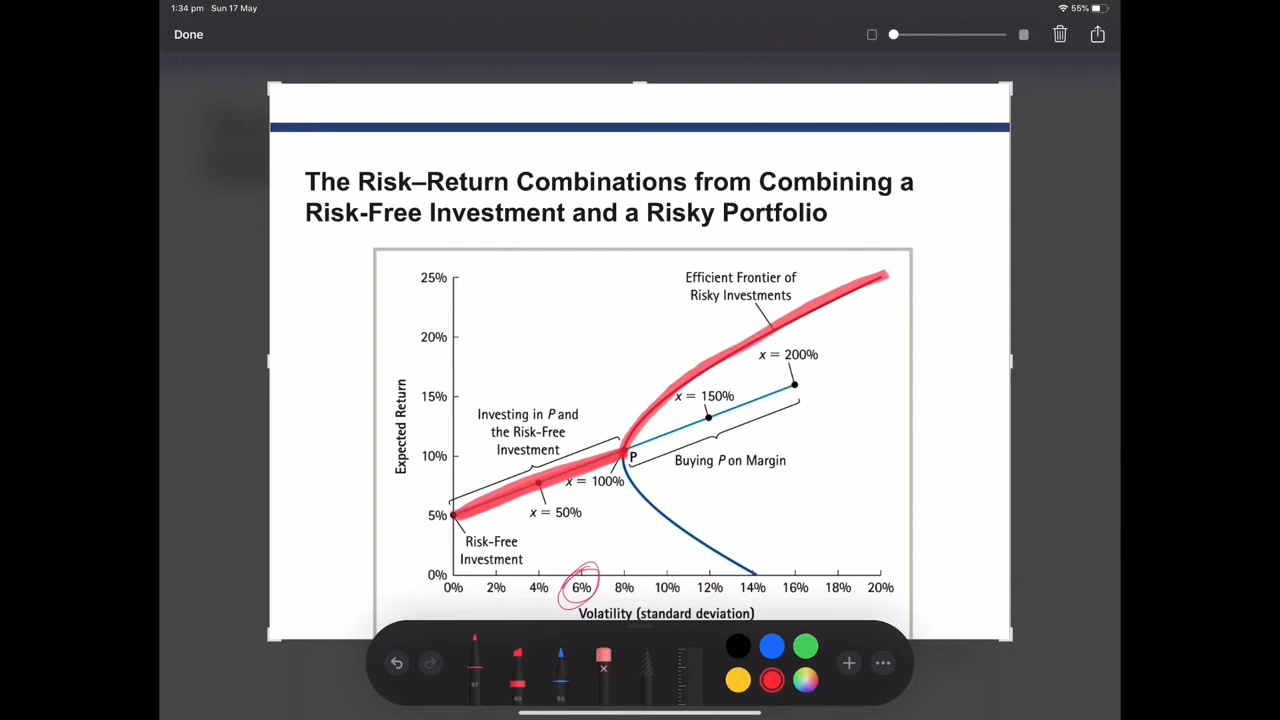 1:34 pm Sun 17 May
55%
Done
The Risk–Return Combinations from Combining a
Risk-Free Investment and a Risky Portfolio
25%
20%
15%
10%
5%
0%
Expected Return
Efficient Frontier of
Risky Investments
x = 200%
x = 150%
Investing in P and
the Risk-Free
Investment
P
Buying P on Margin
x = 100%
x = 50%
Risk-Free
Investment
0% 2% 4% 6% 8% 10% 12% 14% 16% 18% 20%
Volatility (standard deviation)
97
80
50